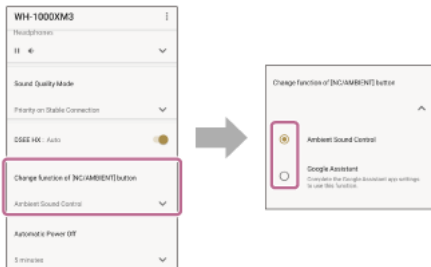 WH-1000XM3
Headphones
Sound Quality Mode
Priority on Stable Connection
DSEE HX : Auto
Change function of [NC/AMBIENT] button
Ambient Sound Control
Automatic Power Off
5 minutes
Change function of [NC/AMBIENT] button
Ambient Sound Control
Google Assistant
Complete the Google Assistant app settings
to use this function.